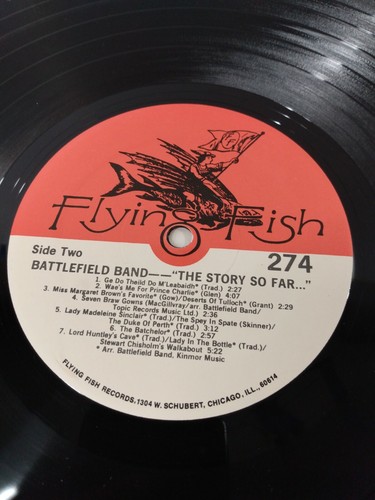 Flying Fish
Side Two
274
BATTLEFIELD BAND——"THE STORY SO FAR..."
1. Ge Do Theild Do M'Leabaidh* (Trad.) 2:27
2. Wae's Me For Prince Charlie* (Glen) 4:07
3. Miss Margaret Brown's Favorite* (Gow)/Deserts Of Tulloch* (Grant) 2:29
4. Seven Braw Gowns (MacGillvray/arr. Battlefield Band/
Topic Records Music Ltd.) 2:36
5. Lady Madeleine Sinclair* (Trad.)/The Spey In Spate (Skinner)/
The Duke Of Perth* (Trad.) 3:12
6. The Batchelor* (Trad.) 2:58
7. Lord Huntley's Cave* (Trad.)/Lady In The Bottle* (Trad.)/
Stewart Chisholm's Walkabout 5:22
* Arr. Battlefield Band, Kinmor Music
FLYING FISH RECORDS, 1304 W. SCHUBERT, CHICAGO, ILL. 60614